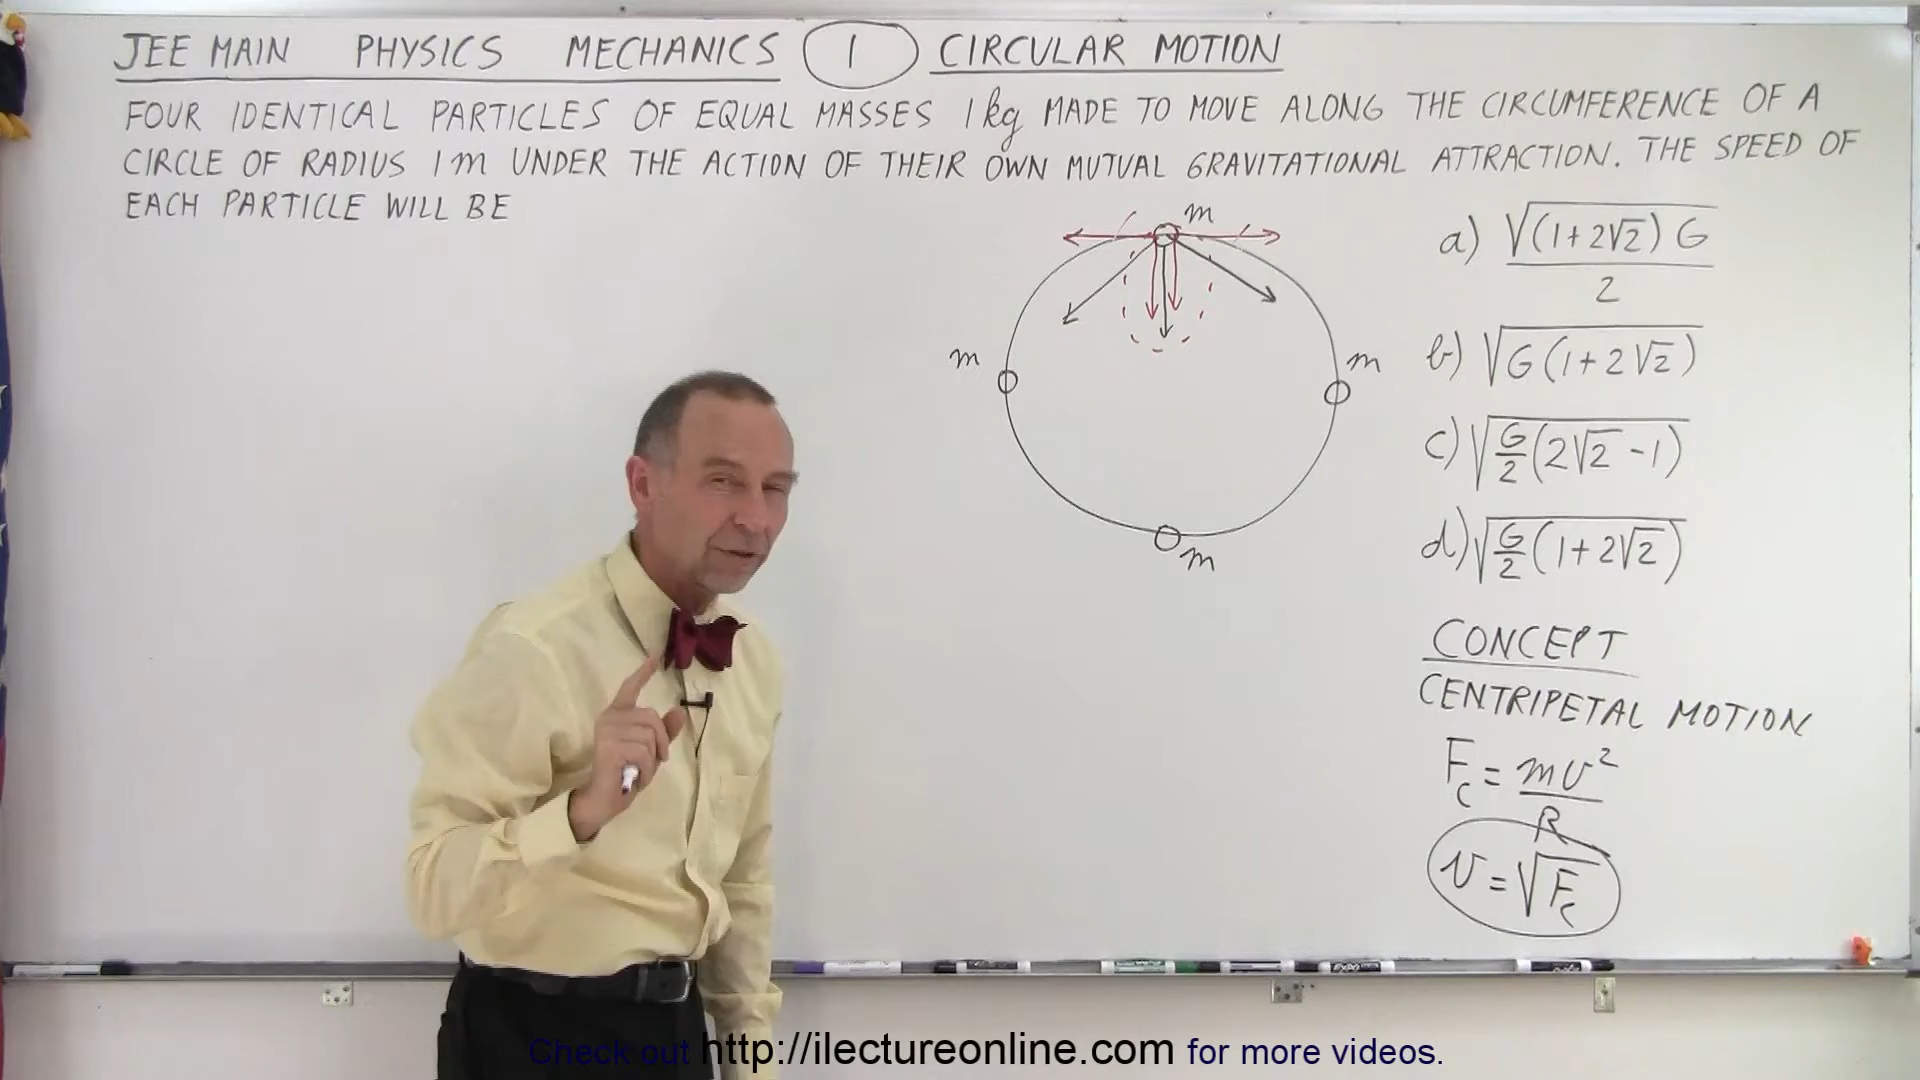 JEE MAIN PHYSICS MECHANICS 1 CIRCULAR MOTION
FOUR IDENTICAL PARTICLES OF EQUAL MASSES 1 kg MADE TO MOVE ALONG THE CIRCUMFERENCE OF A
CIRCLE OF RADIUS 1 m UNDER THE ACTION OF THEIR OWN MUTUAL GRAVITATIONAL ATTRACTION. THE SPEED OF
EACH PARTICLE WILL BE
m
m
m
m
a) √(1+2√2) G / 2
b) √G(1+2√2)
c) √G/2(2√2-1)
d) √G/2(1+2√2)
CONCEPT
CENTRIPETAL MOTION
Fc = mv²/R
v = √Fc
Check out http://ilectureonline.com for more videos.